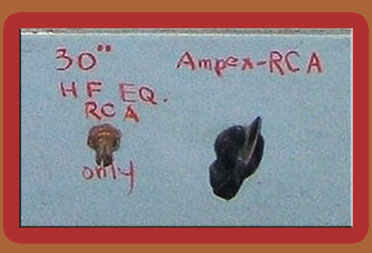 30" Ampex-RCA
HF EQ.
RCA
only